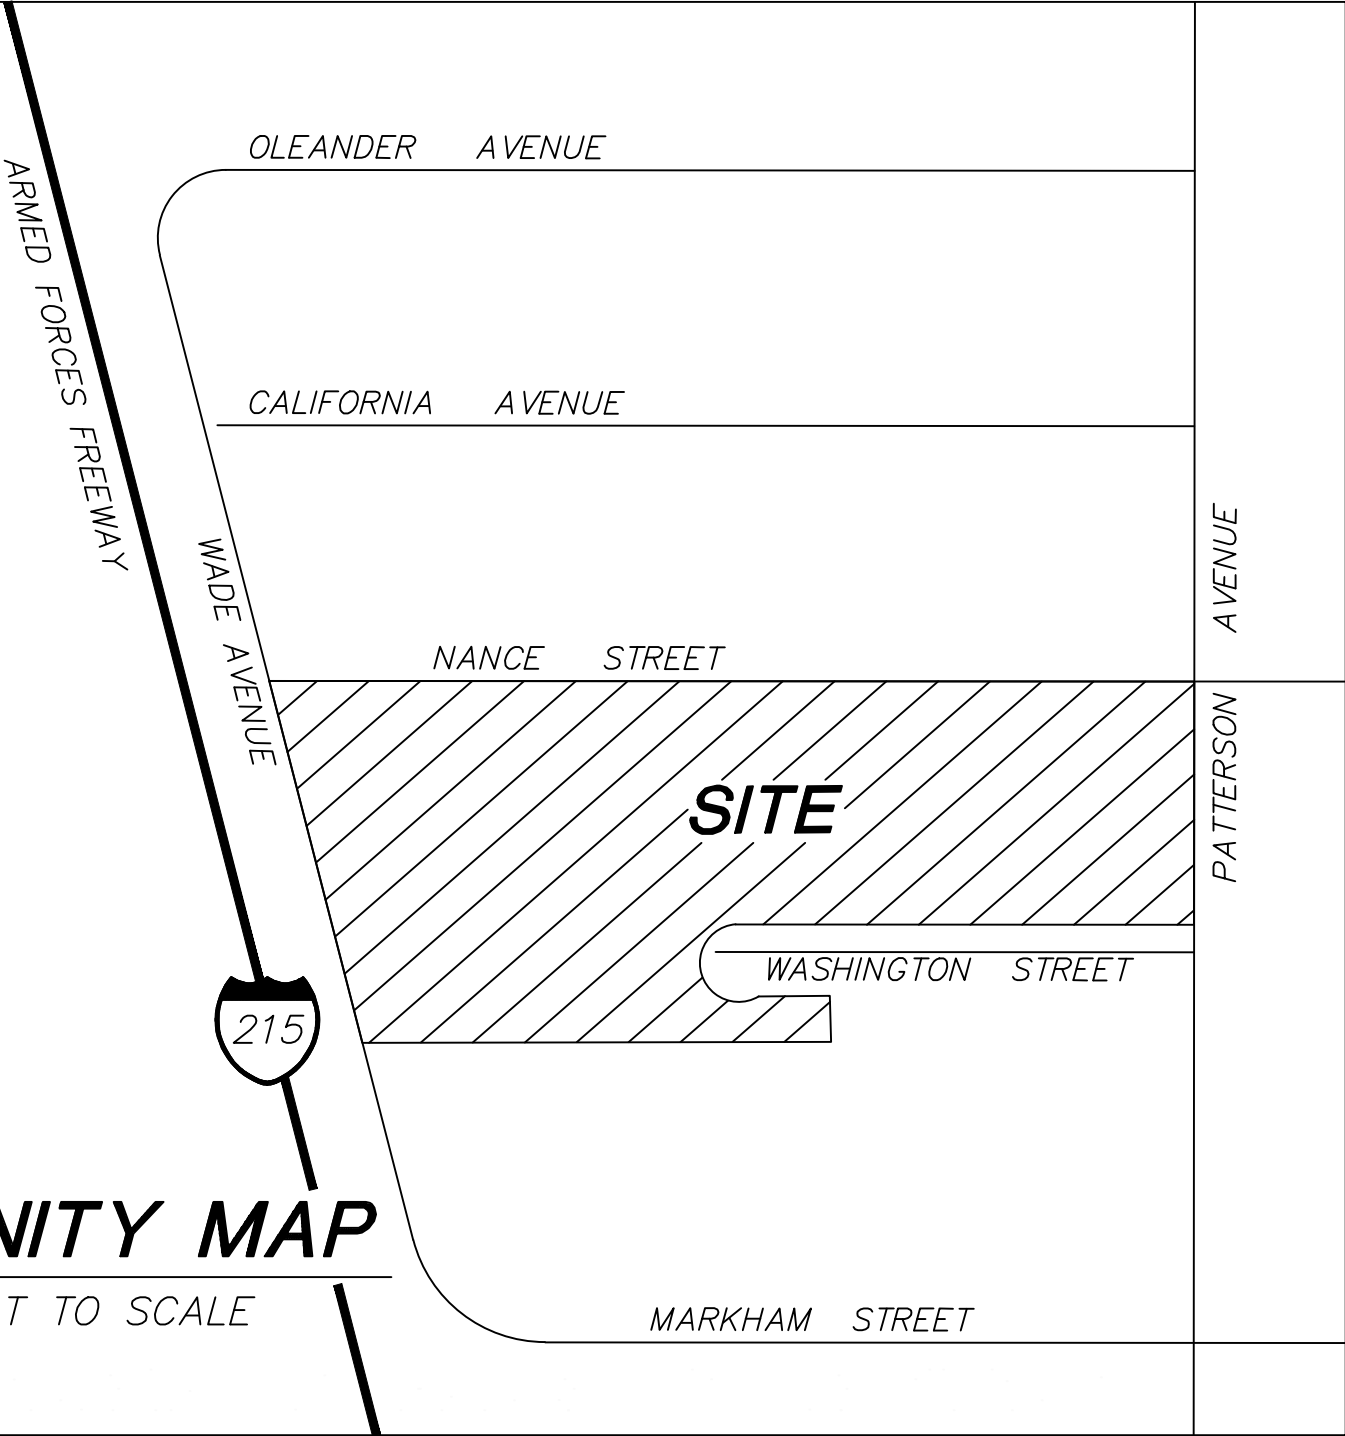 OLEANDER AVENUE
ARMED FORCES FREEWAY
CALIFORNIA AVENUE
WADE AVENUE
NANCE STREET
PATTERSON AVENUE
SITE
WASHINGTON STREET
215
NITY MAP
T TO SCALE
MARKHAM STREET